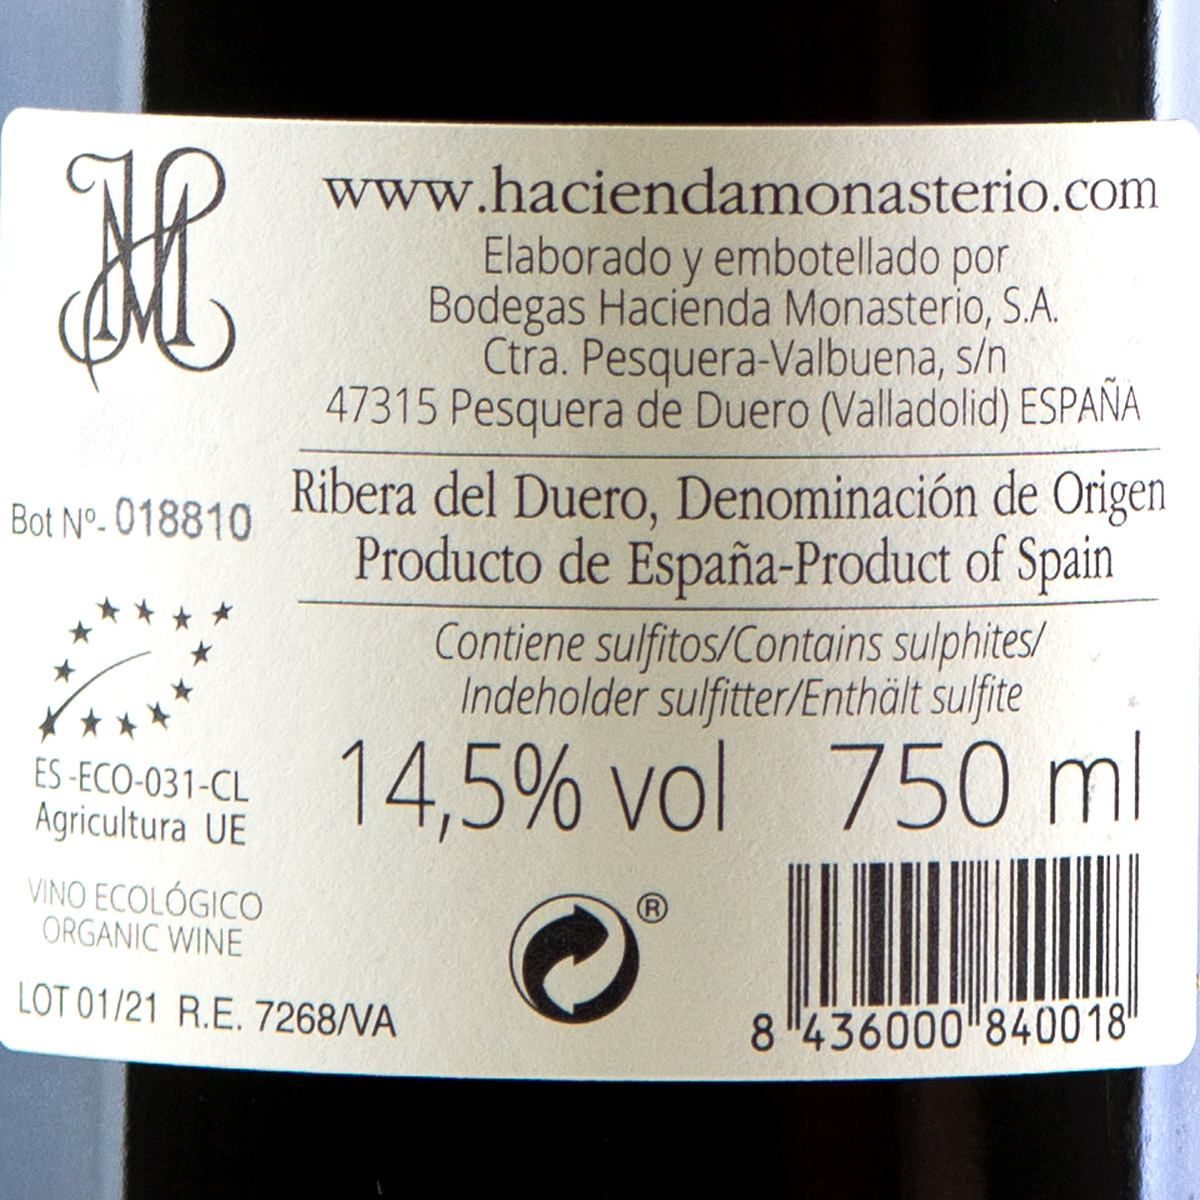 HM
www.haciendamonasterio.com
Elaborado y embotellado por
Bodegas Hacienda Monasterio, S.A.
Ctra. Pesquera-Valbuena, s/n
47315 Pesquera de Duero (Valladolid) ESPAÑA
Bot Nº- 018810
Ribera del Duero, Denominación de Origen
Producto de España-Product of Spain
Contiene sulfitos/Contains sulphites/
Indeholder sulfitter/Enthält sulfite
14,5% vol 750 ml
ES-ECO-031-CL
Agricultura UE
VINO ECOLÓGICO
ORGANIC WINE
LOT 01/21 R.E. 7268/VA
®
8 436000 840018